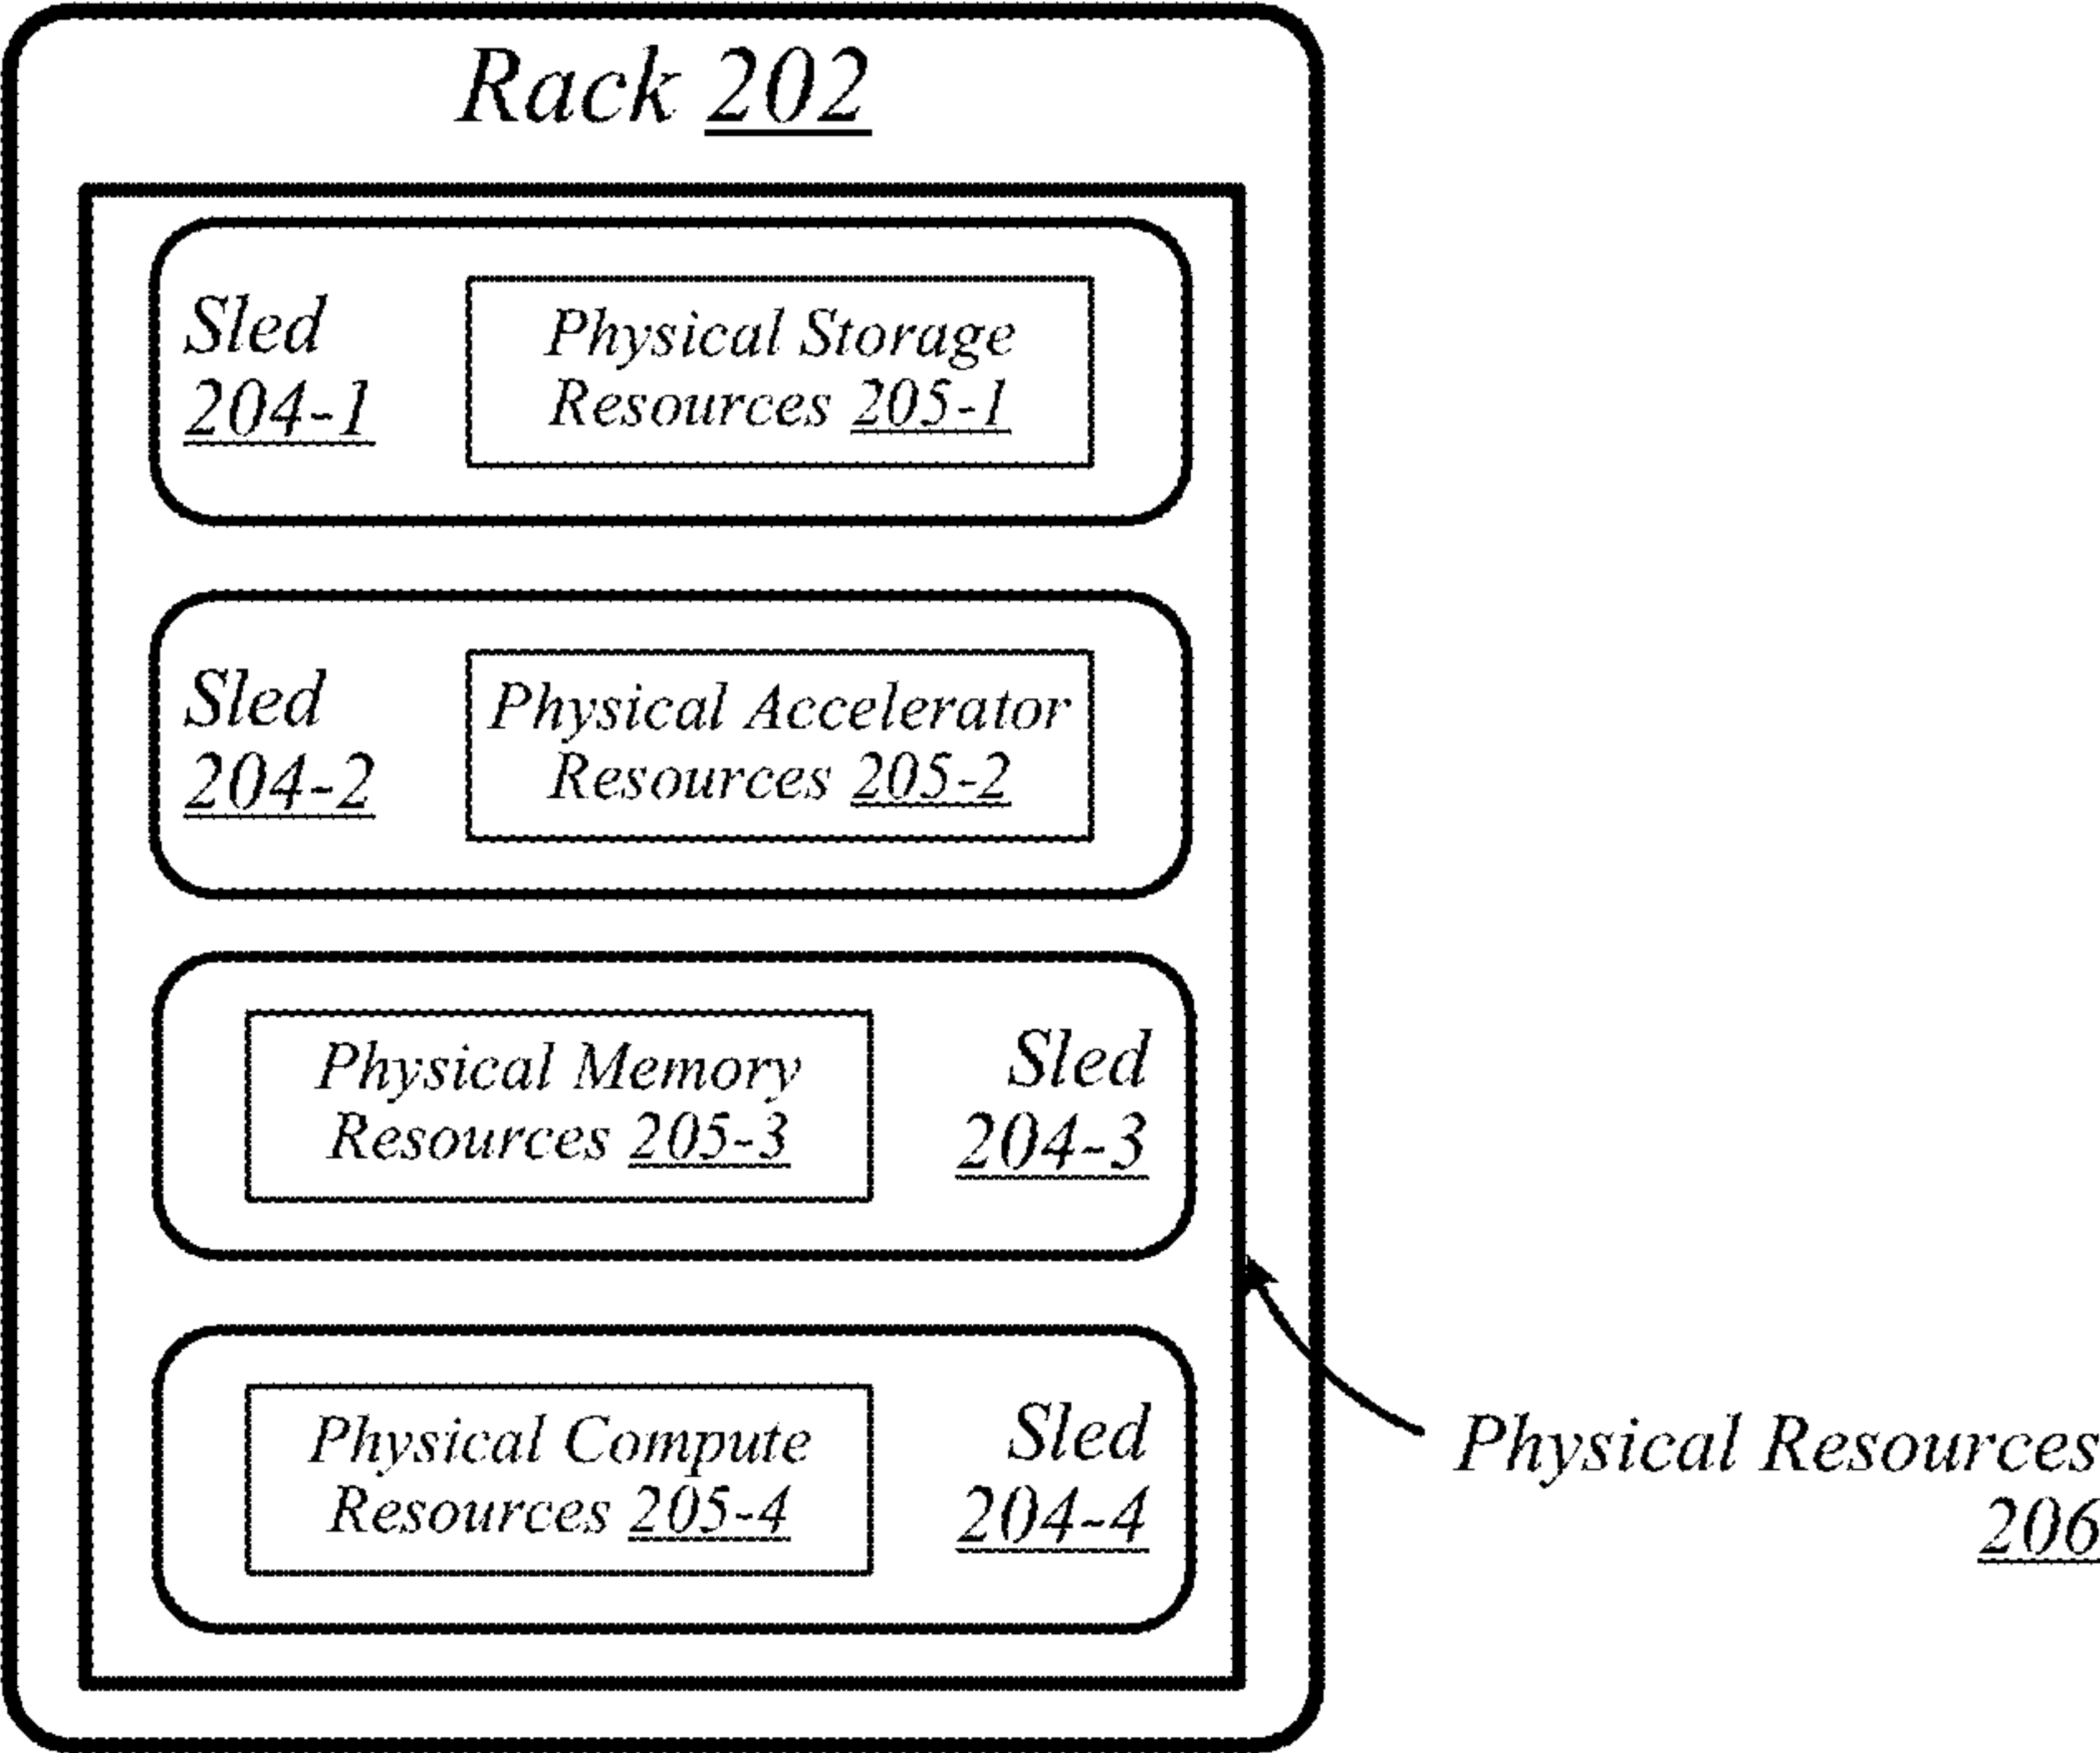 Rack 202
Sled
204-1
Physical Storage
Resources 205-1
Sled
204-2
Physical Accelerator
Resources 205-2
Physical Memory
Resources 205-3
Sled
204-3
Physical Compute
Resources 205-4
Sled
204-4
Physical Resources
206